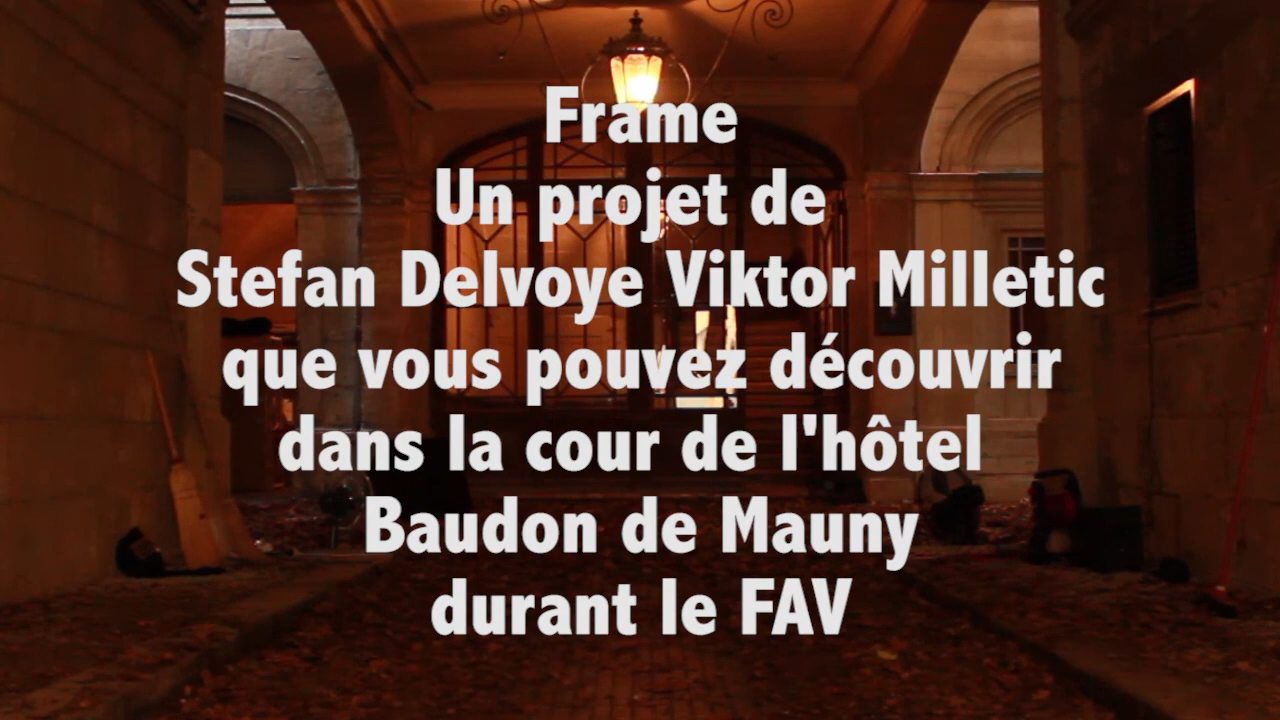 Frame
Un projet de
Stefan Delvoye Viktor Milletic
que vous pouvez découvrir
dans la cour de l'hôtel
Baudon de Mauny
durant le FAV